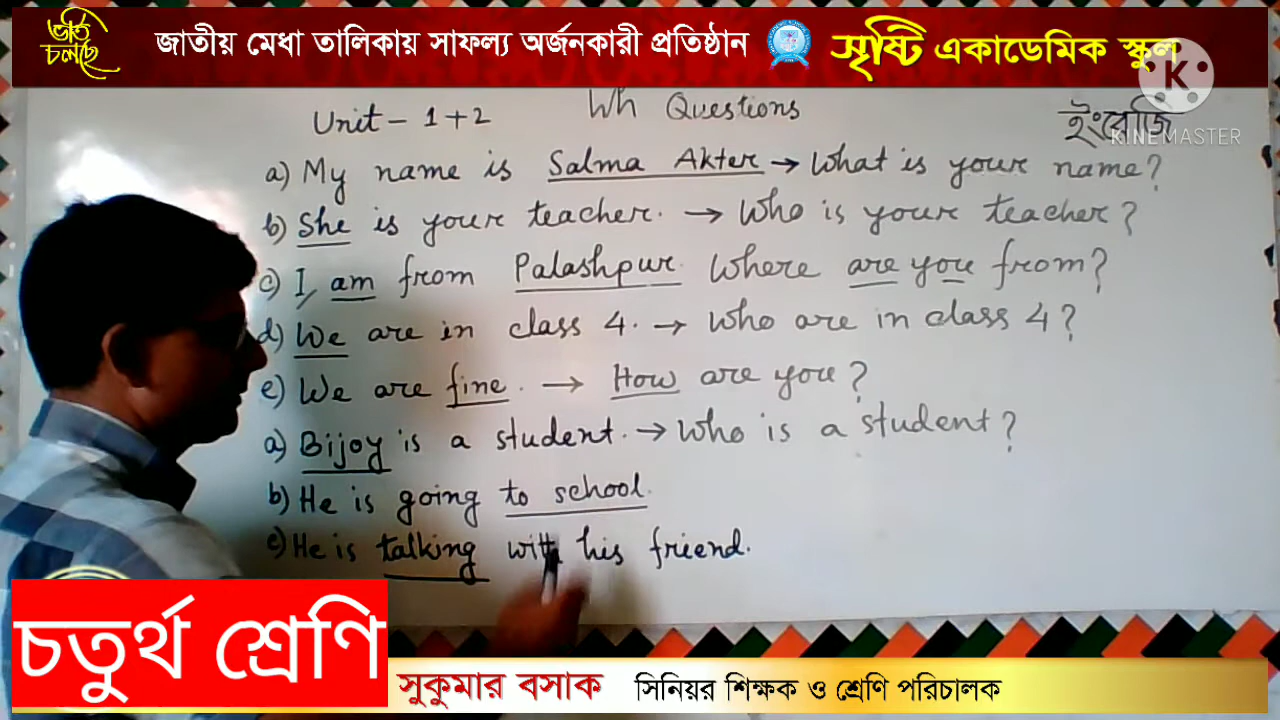 ভর্তি চলছে
জাতীয় মেধা তালিকায় সাফল্য অর্জনকারী প্রতিষ্ঠান সৃষ্টি একাডেমিক স্কুল
K
KINEMASTER
Unit - 1+2 Wh Questions ইংরেজি
a) My name is Salma Akter → What is your name?
b) She is your teacher. → Who is your teacher?
c) I am from Palashpur. Where are you from?
d) We are in class 4. → Who are in class 4?
e) We are fine. → How are you?
a) Bijoy is a student. → Who is a student?
b) He is going to school.
c) He is talking with his friend.
চতুর্থ শ্রেণি
সুকুমার বসাক সিনিয়র শিক্ষক ও শ্রেণি পরিচালক